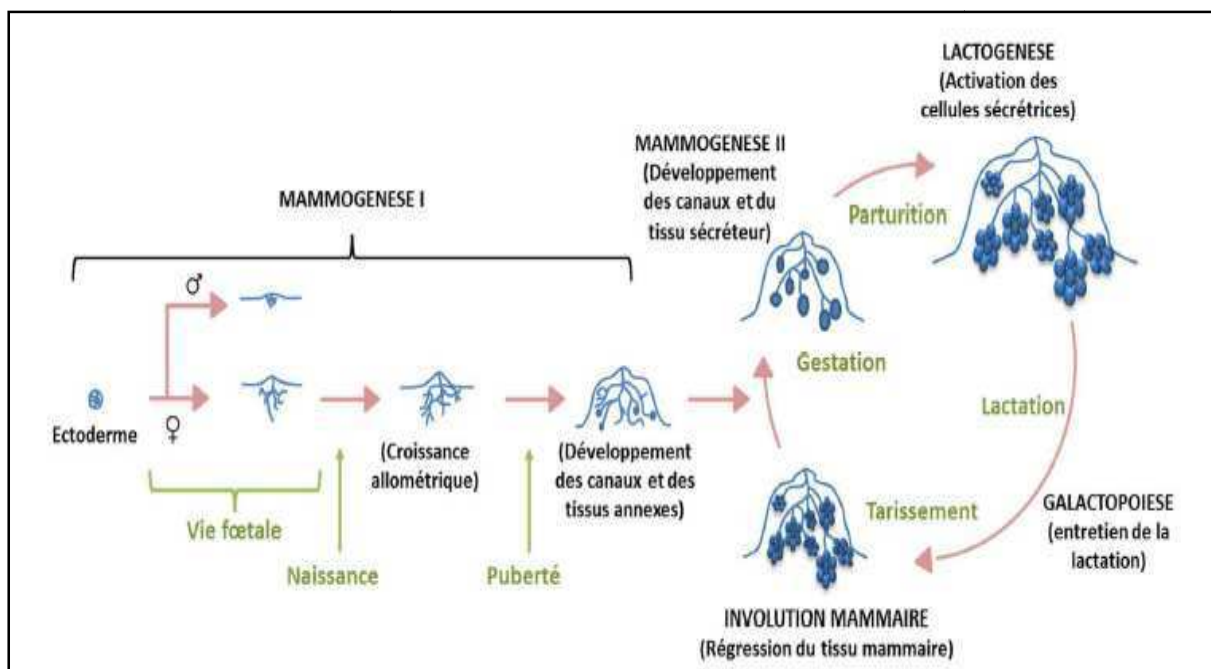 MAMMOGENESE I
♂
♀
Ectoderme
Vie fœtale
Naissance
(Croissance
allométrique)
Puberté
(Développement
des canaux et des
tissus annexes)
MAMMOGENESE II
(Développement
des canaux et du
tissu sécréteur)
Gestation
Parturition
LACTOGENESE
(Activation des
cellules sécrétrices)
Lactation
GALACTOPOIESE
(entretien de la
lactation)
Tarissement
INVOLUTION MAMMAIRE
(Régression du tissu mammaire)